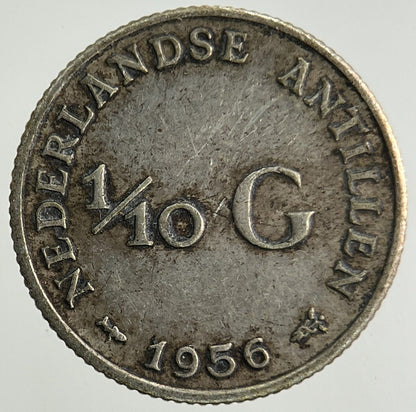 NEDERLANDSE ANTILLEN
1/10 G
1956